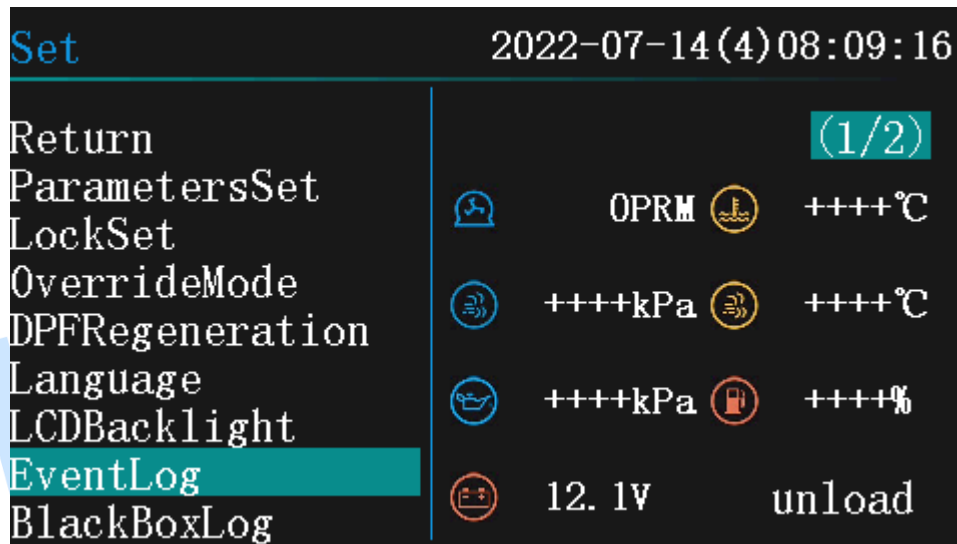 Set 2022-07-14(4)08:09:16
Return
ParametersSet
LockSet
OverrideMode
DPFRegeneration
Language
LCDBacklight
EventLog
BlackBoxLog
(1/2)
0PRM ++++℃
++++kPa ++++℃
++++kPa ++++%
12.1V unload